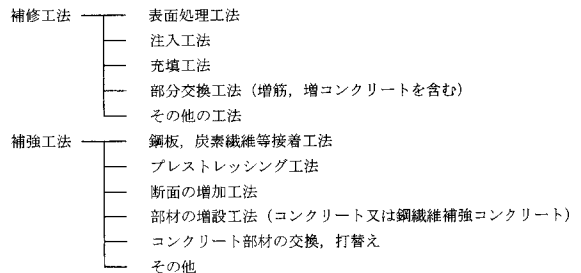 補修工法 表面処理工法
注入工法
充填工法
部分交換工法（増筋，増コンクリートを含む）
その他の工法
補強工法 鋼板，炭素繊維等接着工法
プレストレッシング工法
断面の増加工法
部材の増設工法（コンクリート又は鋼繊維補強コンクリート）
コンクリート部材の交換，打替え
その他